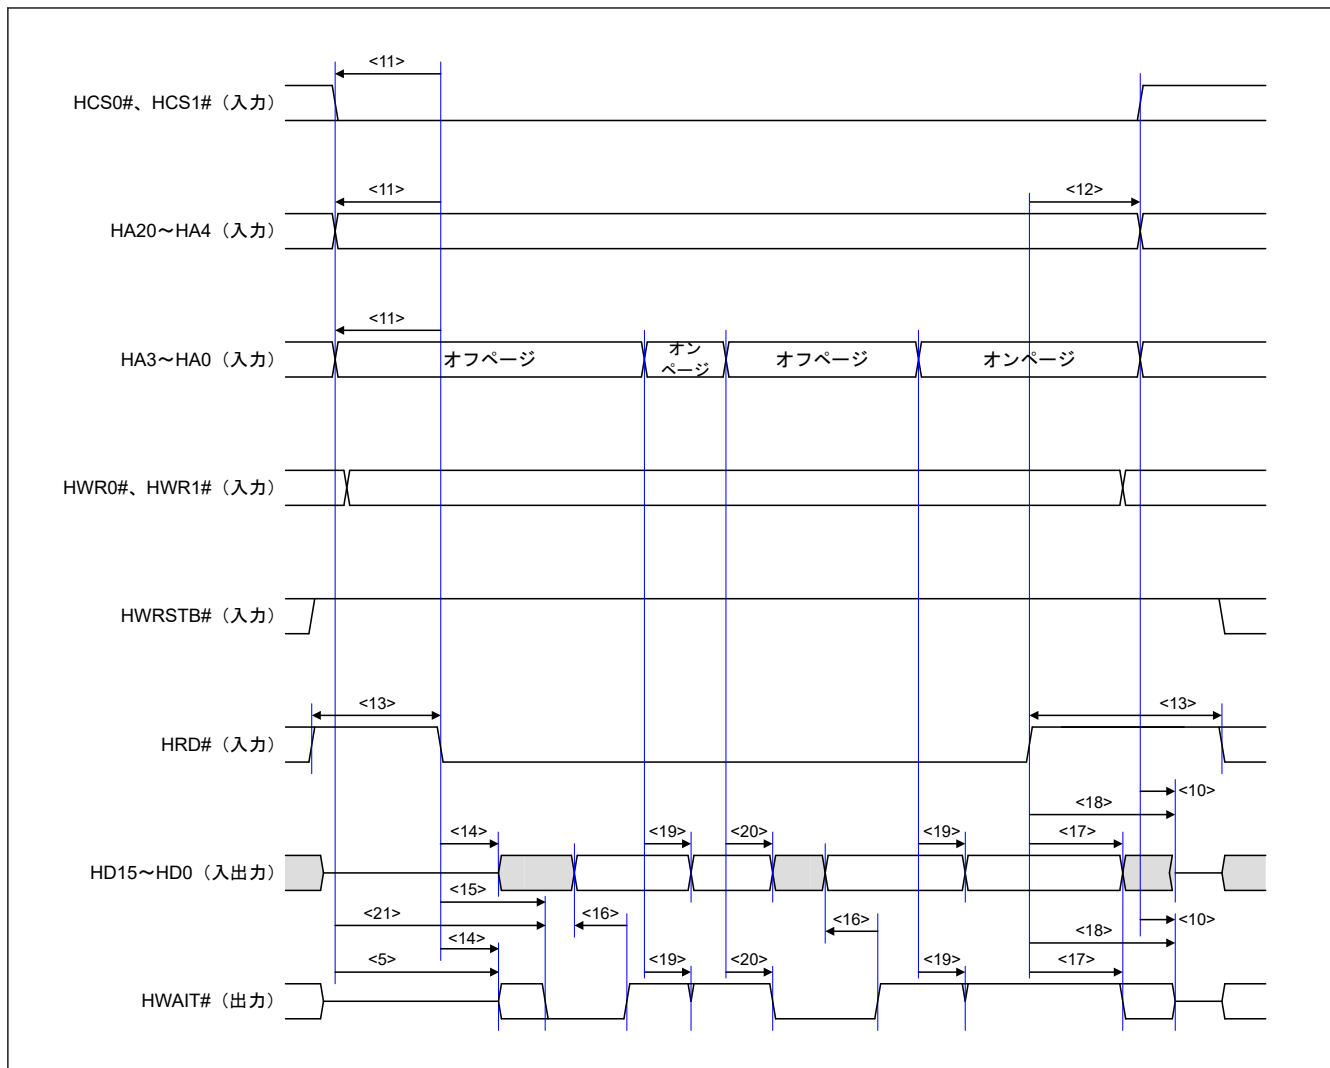 <11>
HCS0#、HCS1#（入力）
<11>
<12>
HA20～HA4（入力）
<11>
HA3～HA0（入力）
オフページ
オン
ページ
オフページ
オンページ
HWR0#、HWR1#（入力）
HWRSTB#（入力）
<13>
<13>
HRD#（入力）
<10>
<18>
<14>
<19>
<20>
<19>
<17>
HD15～HD0（入出力）
<15>
<21>
<16>
<16>
<10>
<14>
<18>
<5>
<19>
<20>
<19>
<17>
HWAIT#（出力）